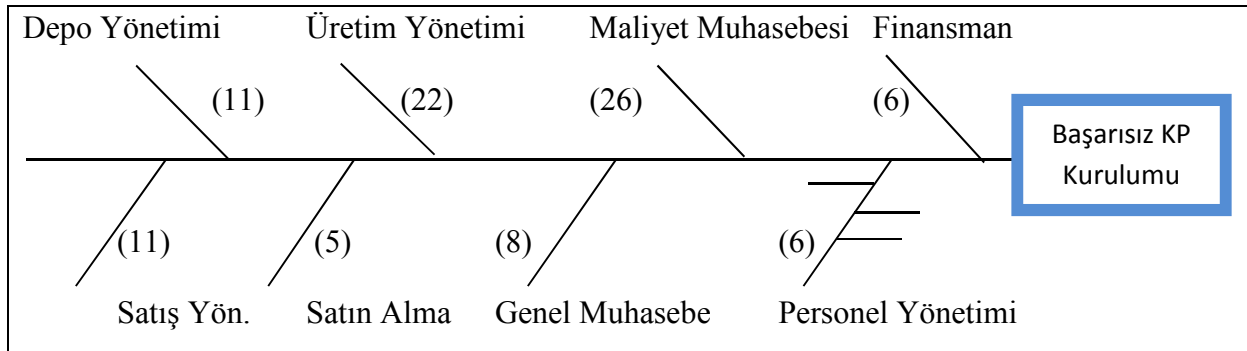 Depo Yönetimi Üretim Yönetimi Maliyet Muhasebesi Finansman
(11) (22) (26) (6)
Başarısız KP
Kurulumu
(11) (5) (8) (6)
Satış Yön. Satın Alma Genel Muhasebe Personel Yönetimi